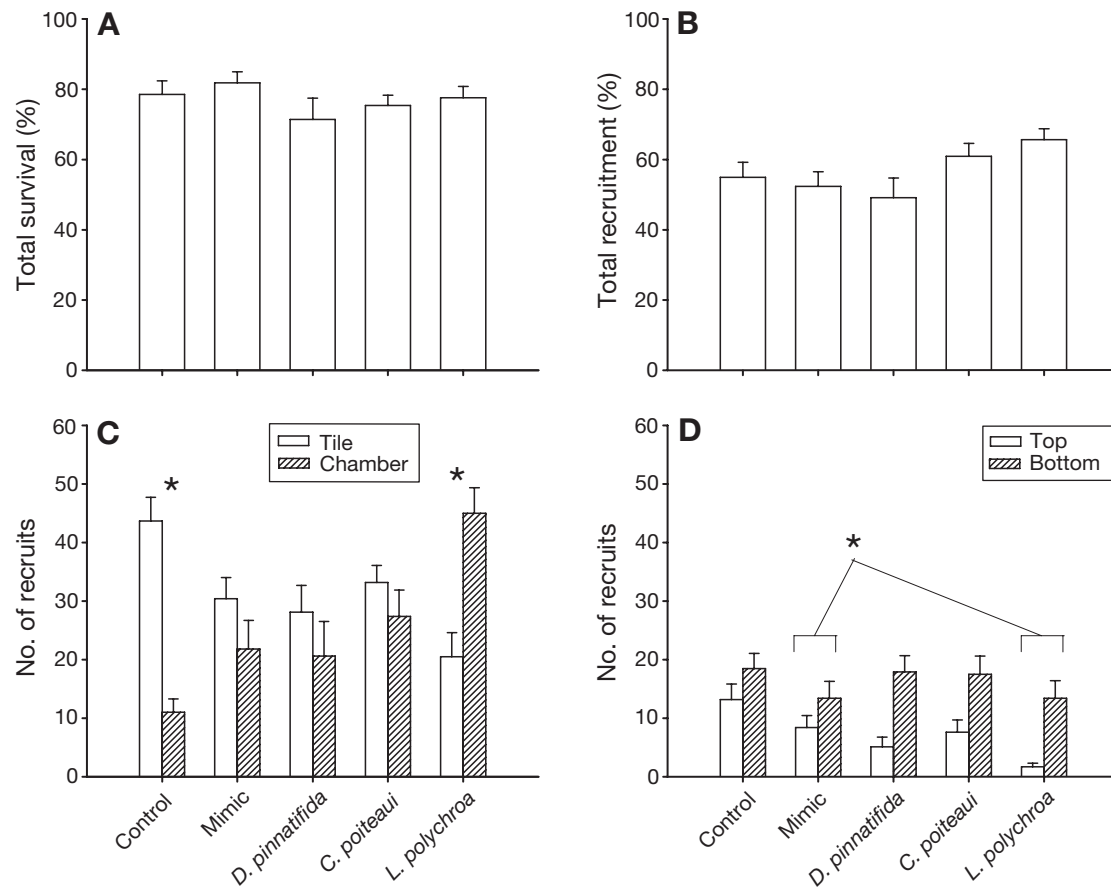 A
100
80
60
40
20
0
Total survival (%)
B
100
80
60
40
20
0
Total recruitment (%)
C
60
50
40
30
20
10
0
No. of recruits
Tile
Chamber
*
*
Control
Mimic
D. pinnatifida
C. poiteaui
L. polychroa
D
60
50
40
30
20
10
0
No. of recruits
Top
Bottom
*
Control
Mimic
D. pinnatifida
C. poiteaui
L. polychroa